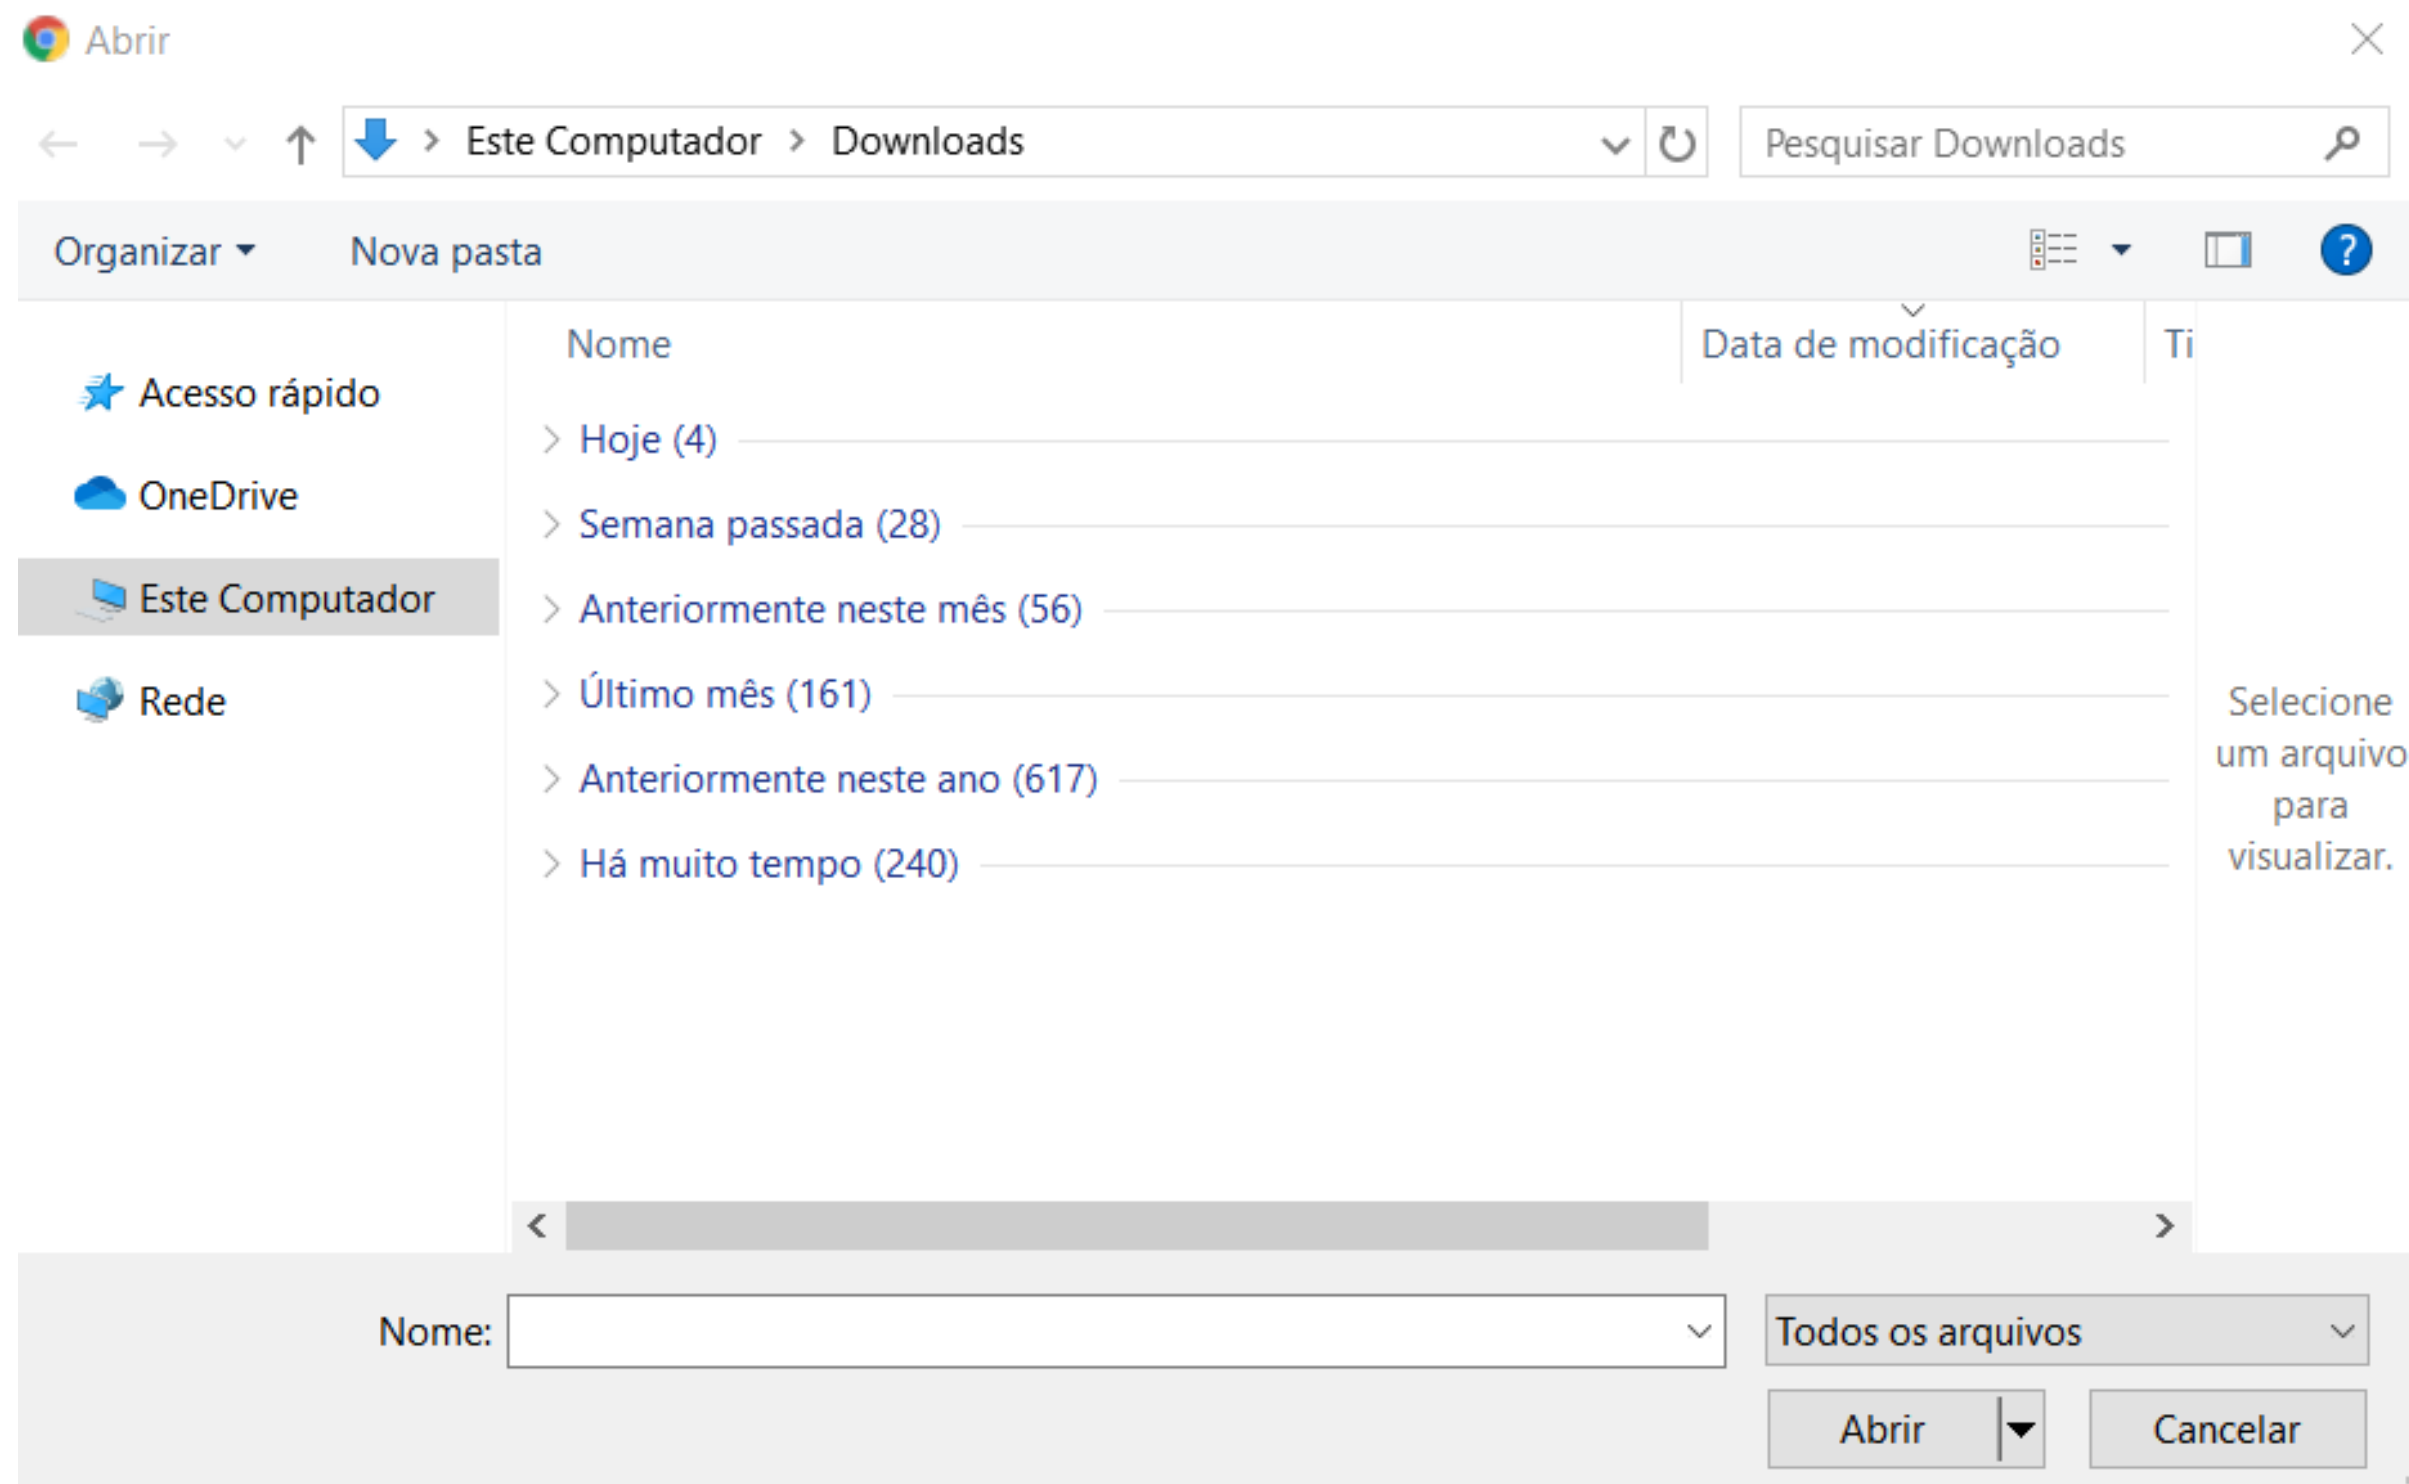 Abrir
Este Computador > Downloads
Pesquisar Downloads
Organizar
Nova pasta
?
Nome
Data de modificação
Ti
Acesso rápido
OneDrive
Este Computador
Rede
Hoje (4)
Semana passada (28)
Anteriormente neste mês (56)
Último mês (161)
Anteriormente neste ano (617)
Há muito tempo (240)
Selecione
um arquivo
para
visualizar.
Nome:
Todos os arquivos
Abrir
Cancelar